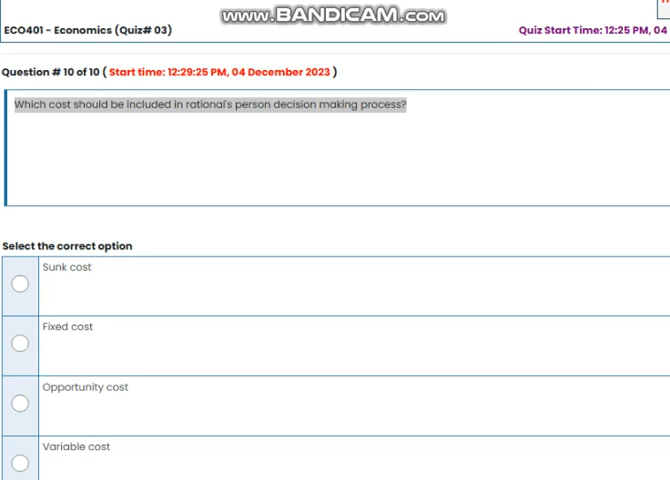 WWW.BANDICAM.COM
ECO401 - Economics (Quiz# 03)
Quiz Start Time: 12:25 PM, 04
Question # 10 of 10 ( Start time: 12:29:25 PM, 04 December 2023 )
Which cost should be included in rational's person decision making process?
Select the correct option
Sunk cost
Fixed cost
Opportunity cost
Variable cost